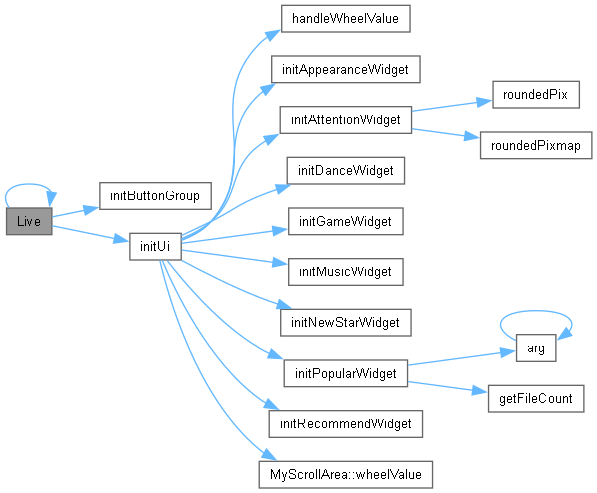 handleWheelValue
initAppearanceWidget
initAttentionWidget
roundedPix
roundedPixmap
initDanceWidget
initButtonGroup
Live
initGameWidget
initUi
initMusicWidget
initNewStarWidget
arg
initPopularWidget
getFileCount
initRecommendWidget
MyScrollArea::wheelValue